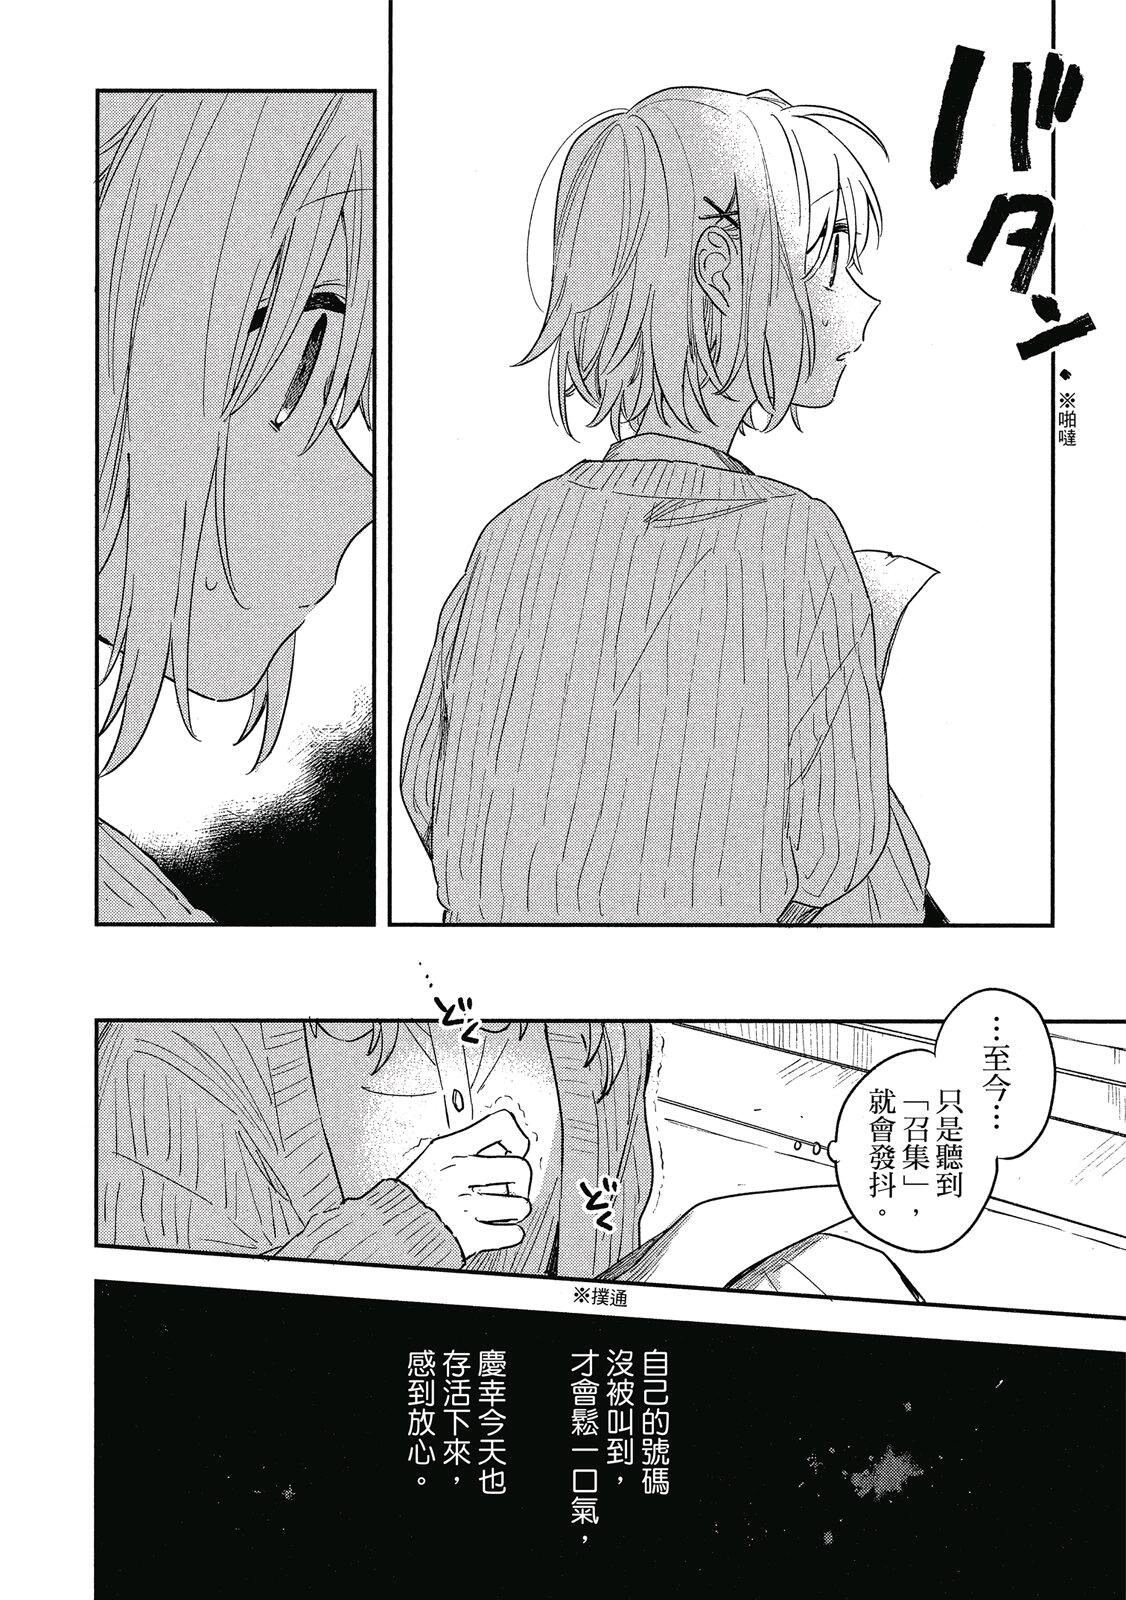 バタン
※啪噠
…至今…
只是聽到
「召集」，
就會發抖。
どく
どく
※撲通
自己的號碼
沒被叫到，
才會鬆一口氣，
慶幸今天也
存活下來，
感到放心。